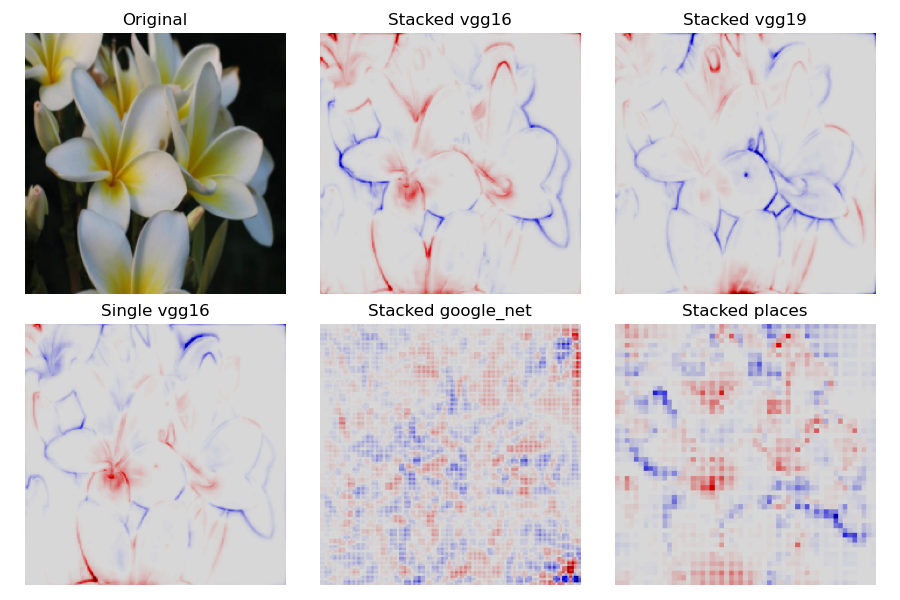 Original
Stacked vgg16
Stacked vgg19
Single vgg16
Stacked google_net
Stacked places